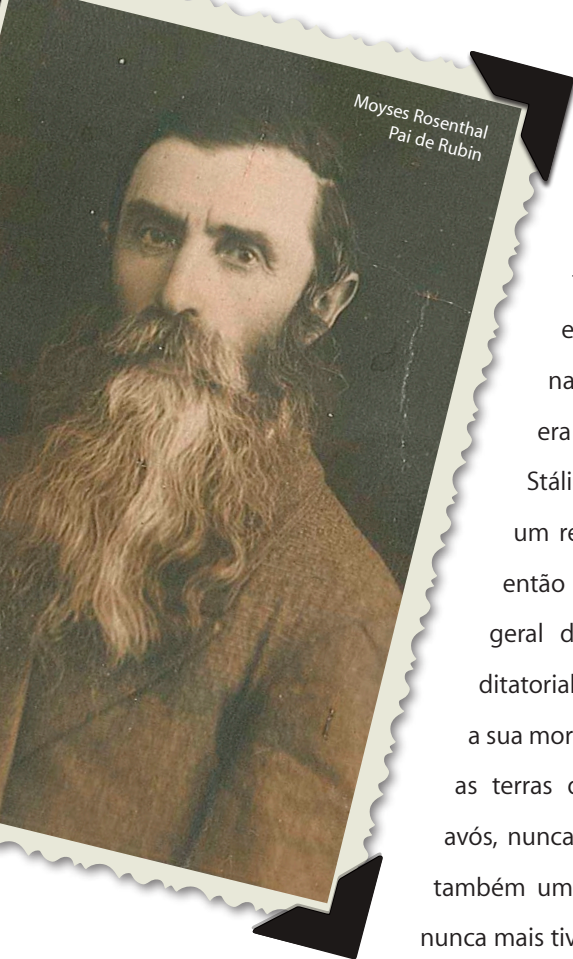 Moyses Rosenthal
Pai de Rubin
e
na
era
Stáli
um re
então
geral d
ditatorial
a sua mor
as terras d
avós, nunca
também um
nunca mais tiv